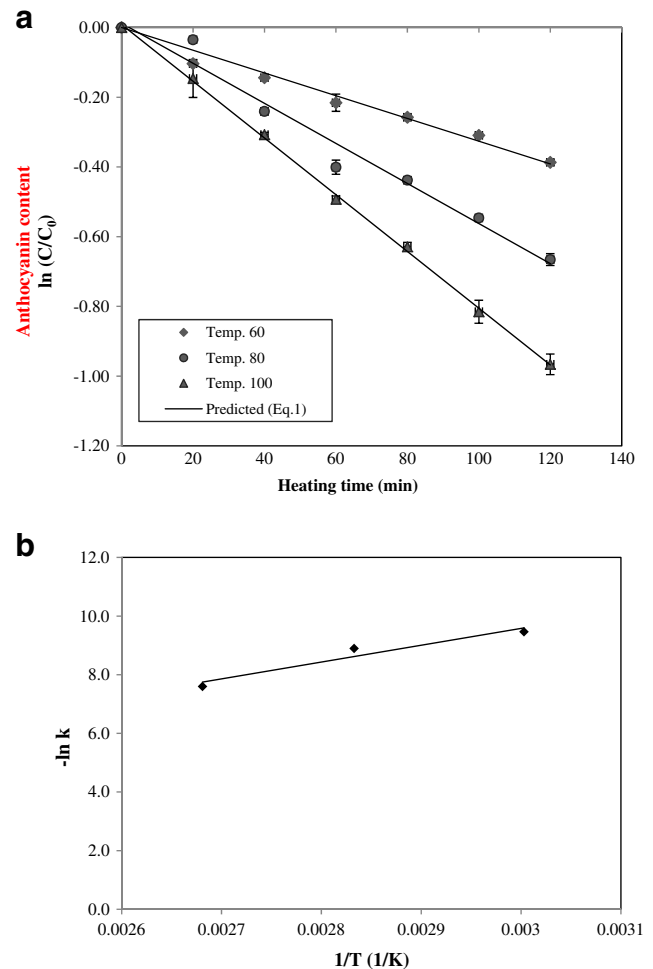 a
0.00
-0.20
-0.40
-0.60
-0.80
-1.00
-1.20
Anthocyanin content
ln (C/C0)
Temp. 60
Temp. 80
Temp. 100
Predicted (Eq.1)
0 20 40 60 80 100 120 140
Heating time (min)
b
12.0
10.0
8.0
6.0
4.0
2.0
0.0
-ln k
0.0026 0.0027 0.0028 0.0029 0.003 0.0031
1/T (1/K)